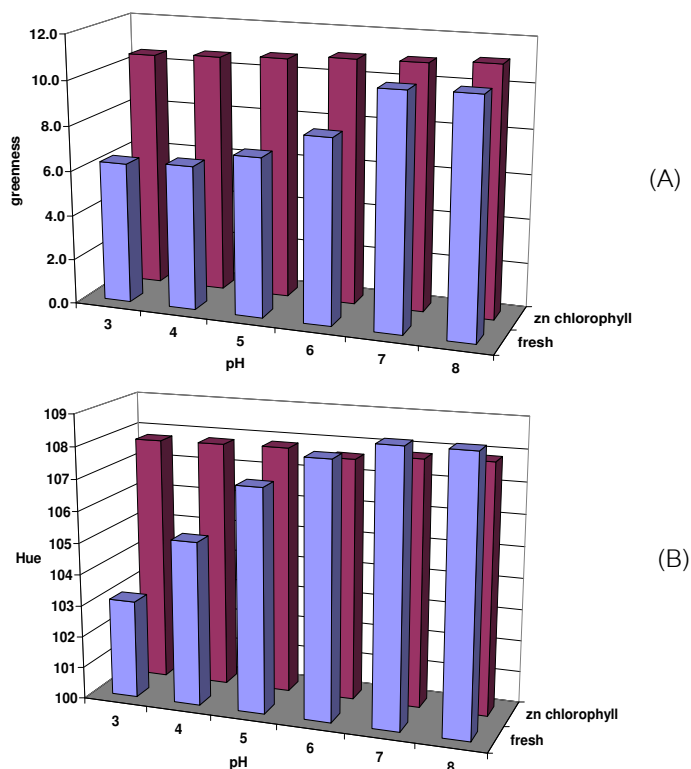 12.0
10.0
8.0
6.0
4.0
2.0
0.0
greenness
3 4 5 6 7 8
pH
zn chlorophyll
fresh
(A)
109
108
107
106
105
104
103
102
101
100
Hue
3 4 5 6 7 8
pH
zn chlorophyll
fresh
(B)